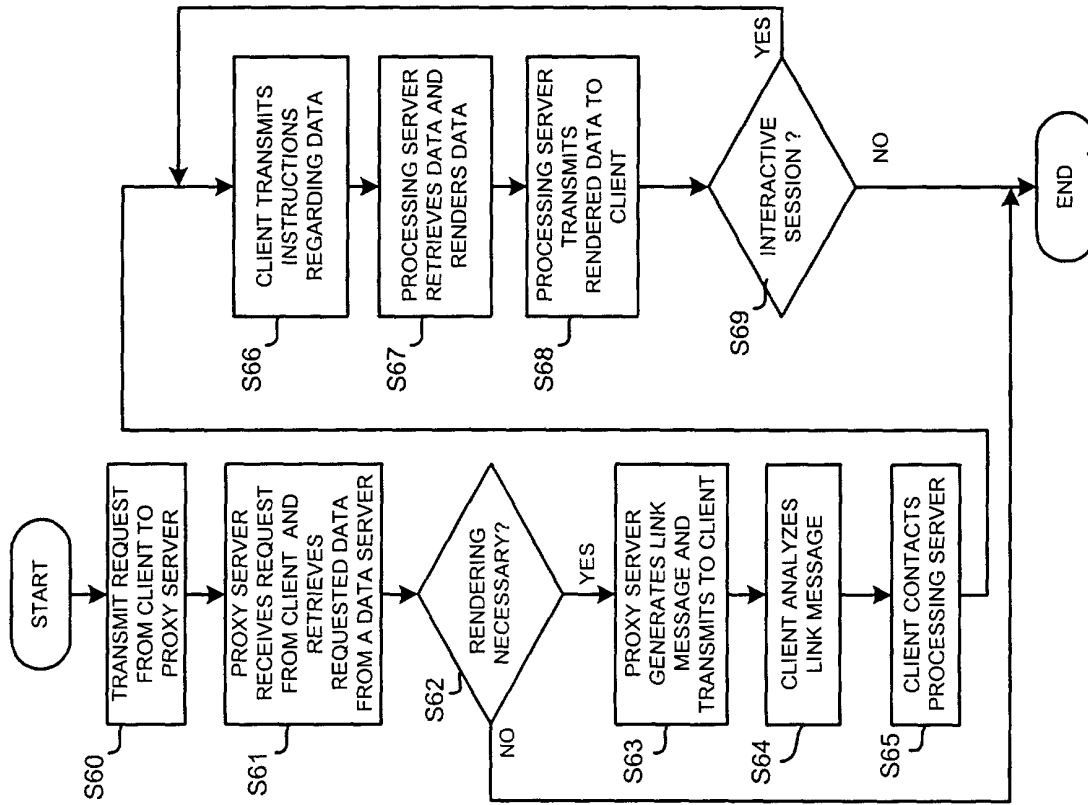 START
TRANSMIT REQUEST
FROM CLIENT TO
PROXY SERVER
S60
PROXY SERVER
RECEIVES REQUEST
FROM CLIENT AND
RETRIEVES
REQUESTED DATA
FROM A DATA SERVER
S61
RENDERING
NECESSARY?
S62
NO
YES
PROXY SERVER
GENERATES LINK
MESSAGE AND
TRANSMITS TO CLIENT
S63
CLIENT ANALYZES
LINK MESSAGE
S64
CLIENT CONTACTS
PROCESSING SERVER
S65
CLIENT TRANSMITS
INSTRUCTIONS
REGARDING DATA
S66
PROCESSING SERVER
RETRIEVES DATA AND
RENDERS DATA
S67
PROCESSING SERVER
TRANSMITS
RENDERED DATA TO
CLIENT
S68
INTERACTIVE
SESSION ?
S69
YES
NO
END